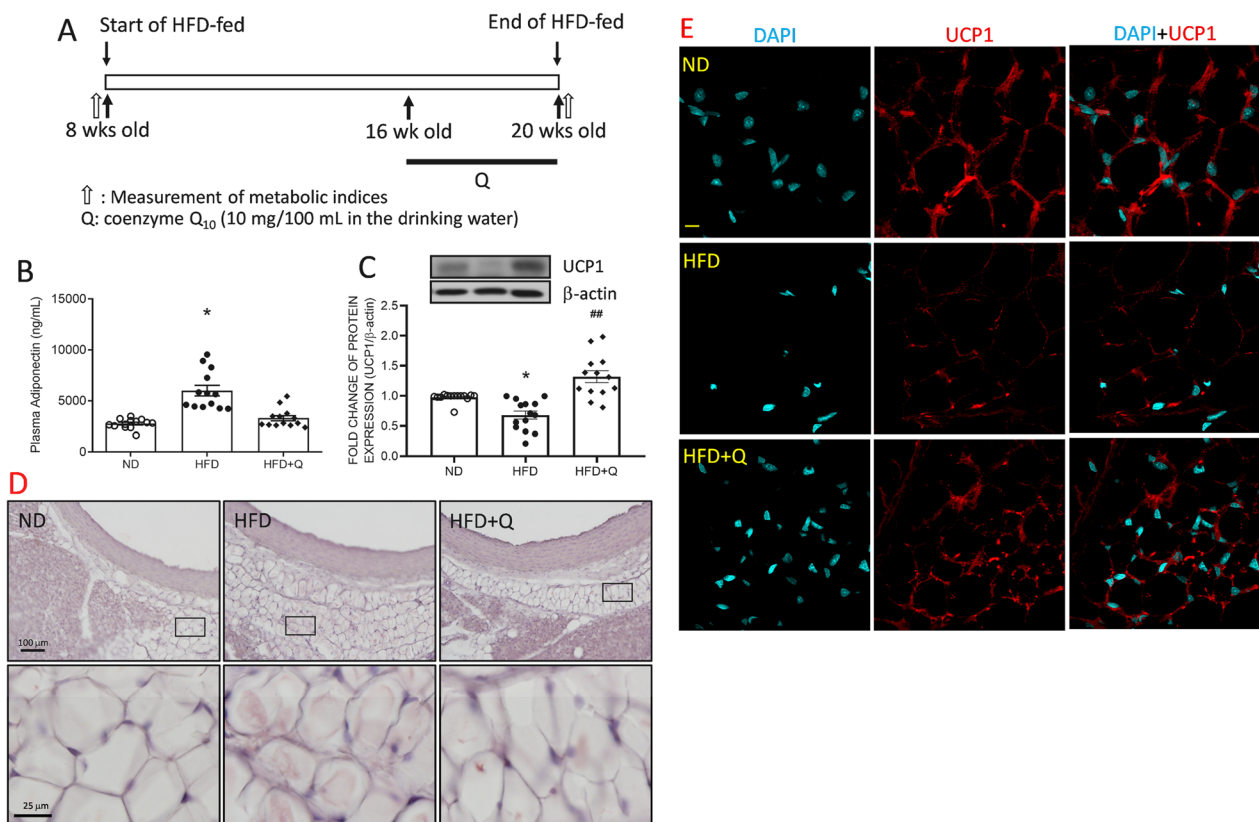 A
Start of HFD-fed
End of HFD-fed
8 wks old
16 wk old
20 wks old
Q
⇧ : Measurement of metabolic indices
Q: coenzyme Q₁₀ (10 mg/100 mL in the drinking water)
B
Plasma Adiponectin (ng/mL)
15000
10000
5000
0
*
ND
HFD
HFD+Q
C
UCP1
β-actin
FOLD CHANGE OF PROTEIN
EXPRESSION (UCP1/β-actin)
2.5
2.0
1.5
1.0
0.5
0.0
*
##
ND
HFD
HFD+Q
D
ND
HFD
HFD+Q
100 μm
25 μm
E
DAPI
UCP1
DAPI+UCP1
ND
HFD
HFD+Q